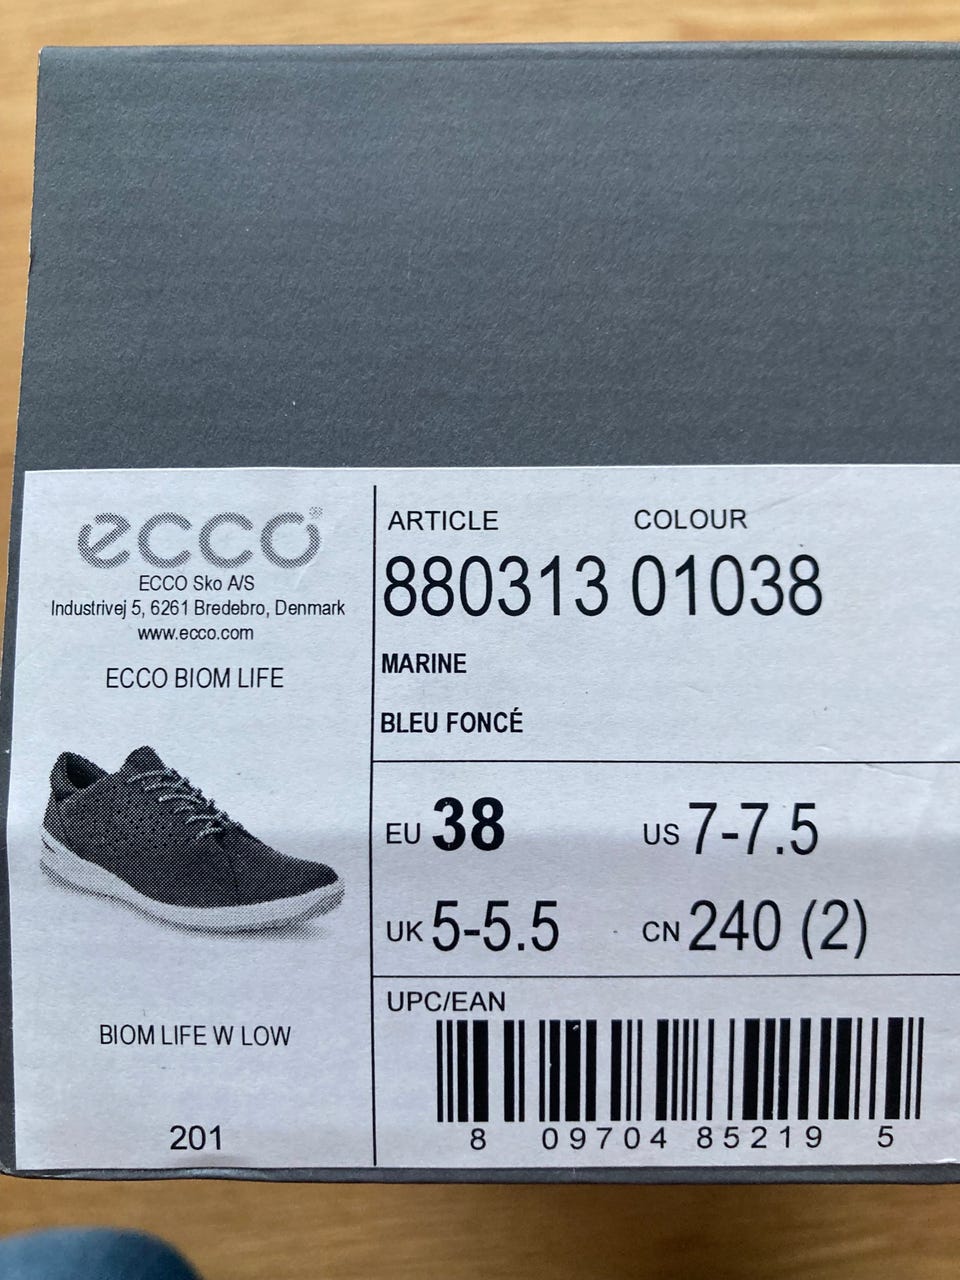 ecco®
ECCO Sko A/S
Industrivej 5, 6261 Bredebro, Denmark
www.ecco.com
ECCO BIOM LIFE
BIOM LIFE W LOW
201
ARTICLE COLOUR
880313 01038
MARINE
BLEU FONCÉ
EU 38 US 7-7.5
UK 5-5.5 CN 240 (2)
UPC/EAN
8 09704 85219 5